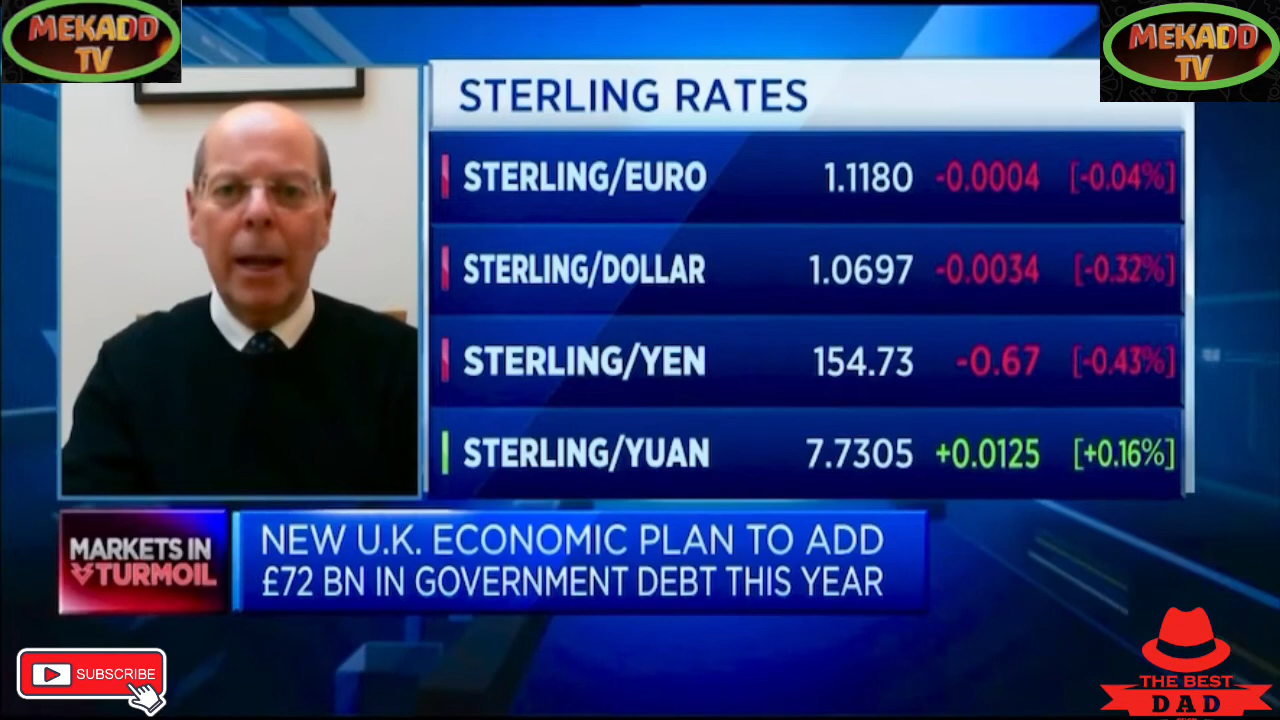 MEKADD
TV
MEKADD
TV
STERLING RATES
STERLING/EURO 1.1180 -0.0004 [-0.04%]
STERLING/DOLLAR 1.0697 -0.0034 [-0.32%]
STERLING/YEN 154.73 -0.67 [-0.43%]
STERLING/YUAN 7.7305 +0.0125 [+0.16%]
MARKETS IN
TURMOIL
NEW U.K. ECONOMIC PLAN TO ADD
£72 BN IN GOVERNMENT DEBT THIS YEAR
SUBSCRIBE
THE BEST
DAD